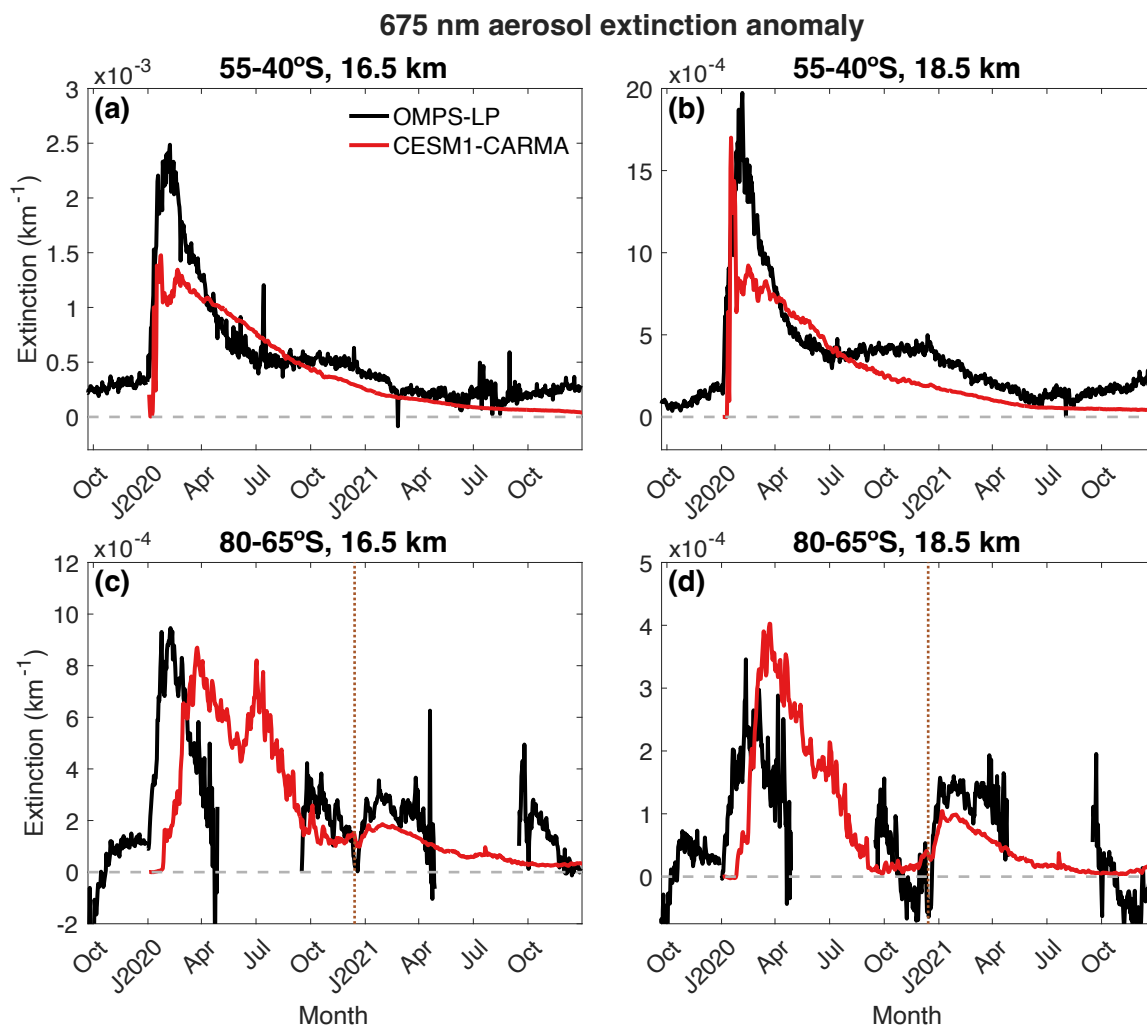 675 nm aerosol extinction anomaly
55-40ºS, 16.5 km
x10⁻³
(a)
OMPS-LP
CESM1-CARMA
Extinction (km⁻¹)
3
2.5
2
1.5
1
0.5
0
Oct J2020 Apr Jul Oct J2021 Apr Jul Oct
55-40ºS, 18.5 km
x10⁻⁴
(b)
20
15
10
5
0
Oct J2020 Apr Jul Oct J2021 Apr Jul Oct
80-65ºS, 16.5 km
x10⁻⁴
(c)
Extinction (km⁻¹)
12
10
8
6
4
2
0
-2
Oct J2020 Apr Jul Oct J2021 Apr Jul Oct
Month
80-65ºS, 18.5 km
x10⁻⁴
(d)
5
4
3
2
1
0
Oct J2020 Apr Jul Oct J2021 Apr Jul Oct
Month